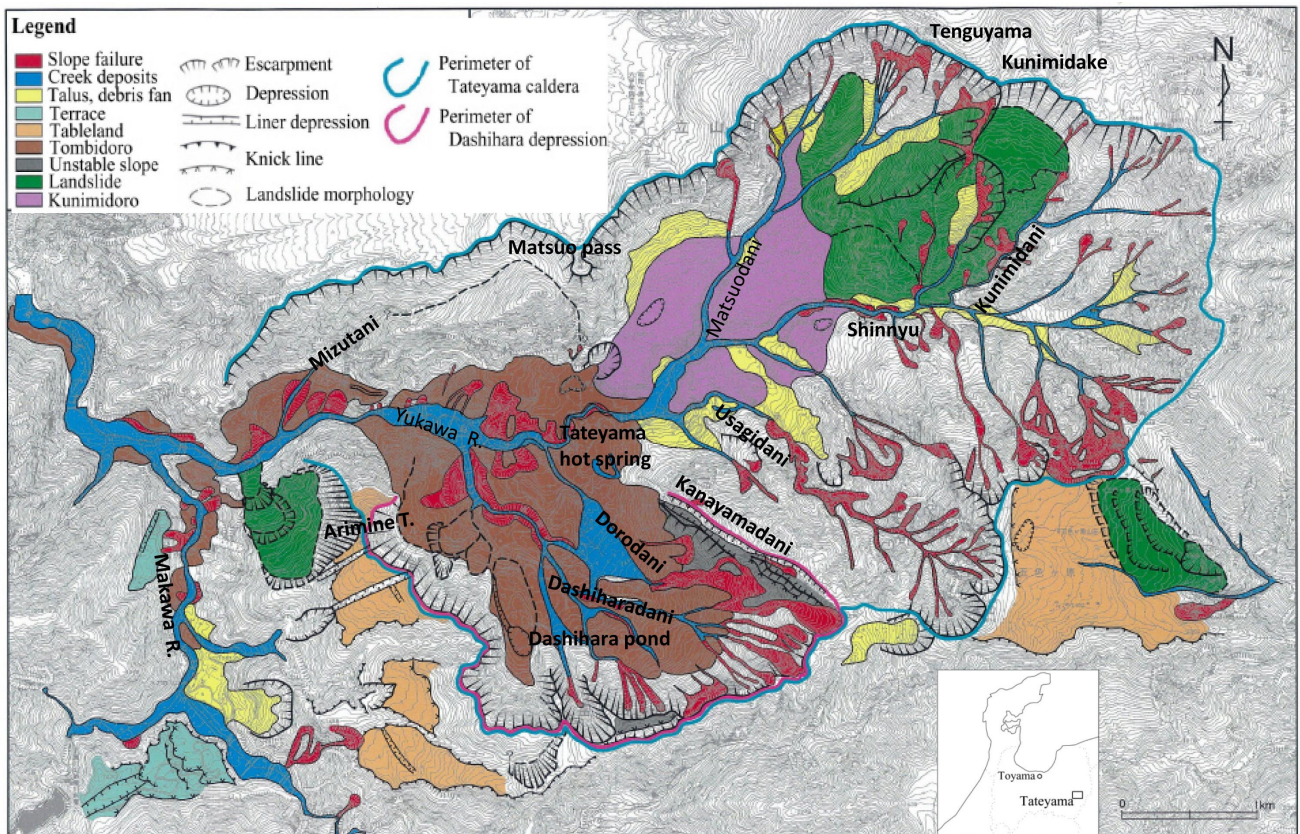 Legend
Slope failure
Creek deposits
Talus, debris fan
Terrace
Tableland
Tombidoro
Unstable slope
Landslide
Kunimidoro
Escarpment
Depression
Liner depression
Knick line
Landslide morphology
Perimeter of
Tateyama caldera
Perimeter of
Dashihara depression
Tenguyama
Kunimidake
N
Matsuo pass
Matsuodani
Kunimidani
Shinnyu
Mizutani
Yukawa R.
Tateyama
hot spring
Usagidani
Kanayamadani
Arimine T.
Dorodani
Makawa R.
Dashiharadani
Dashihara pond
Toyama
Tateyama
0
1
km